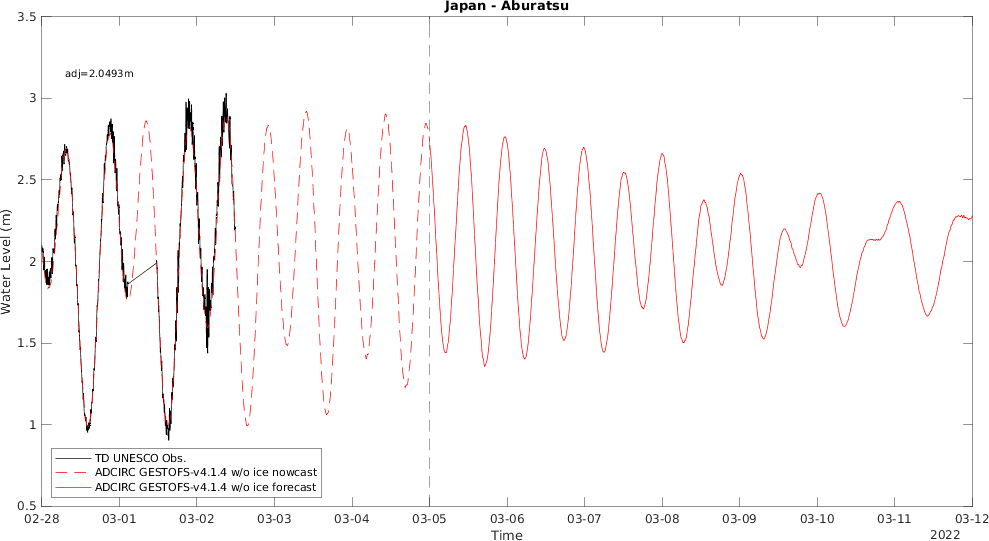 Japan - Aburatsu
3.5
adj=2.0493m
3
2.5
Water Level (m)
2
1.5
1
TD UNESCO Obs.
ADCIRC GESTOFS-v4.1.4 w/o ice nowcast
ADCIRC GESTOFS-v4.1.4 w/o ice forecast
0.5
02-28 03-01 03-02 03-03 03-04 03-05 03-06 03-07 03-08 03-09 03-10 03-11 03-12
Time 2022